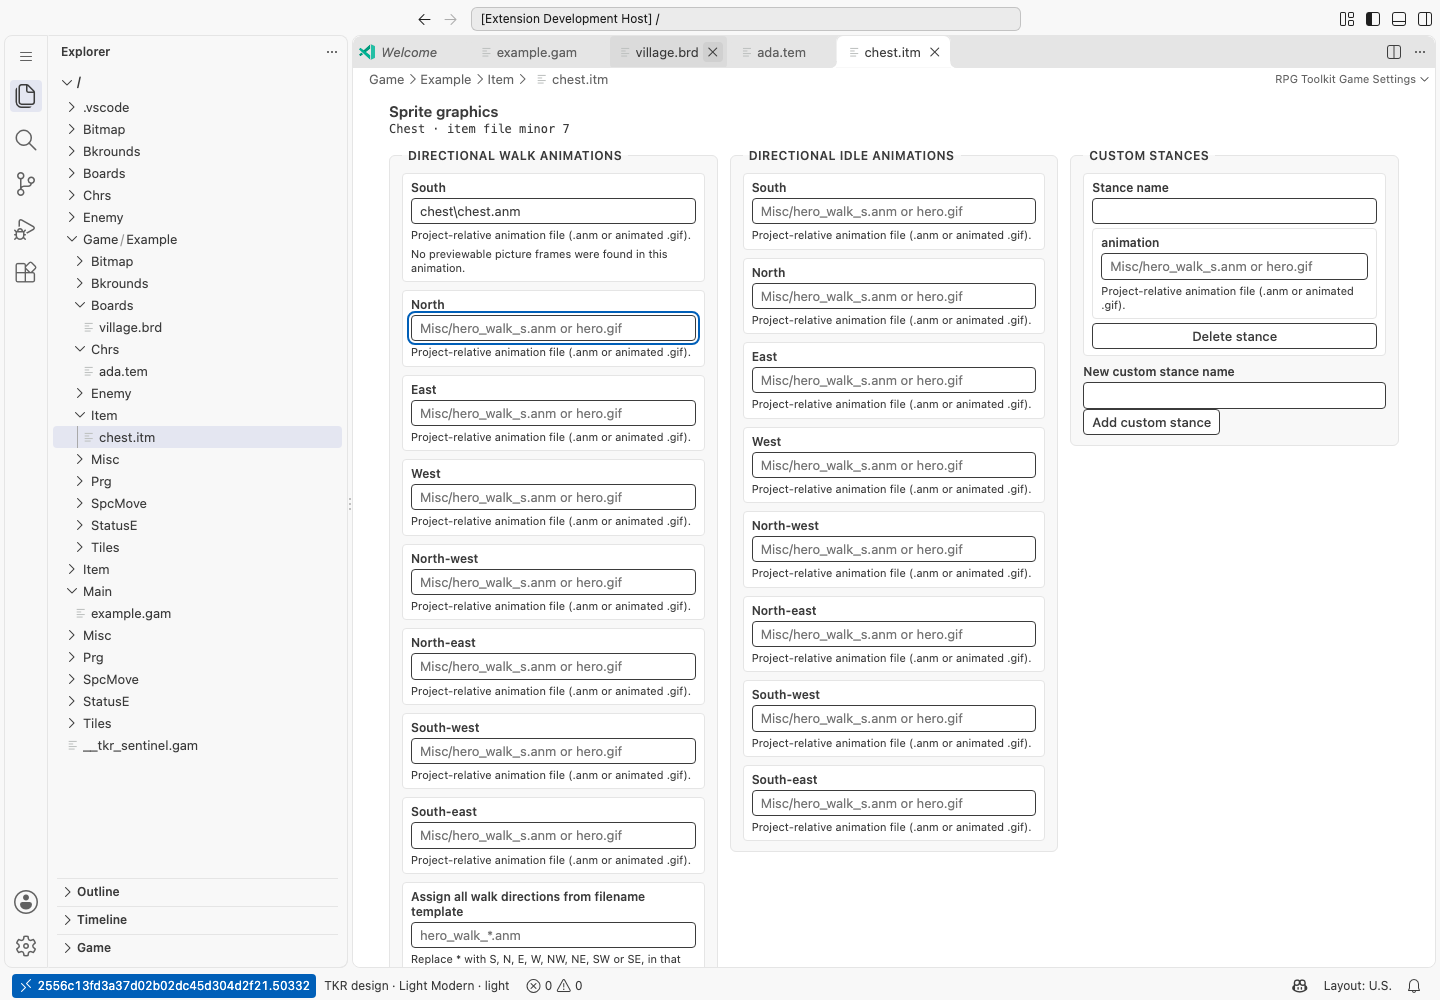 [Extension Development Host] /
Explorer
/
.vscode
Bitmap
Bkrounds
Boards
Chrs
Enemy
Game / Example
Bitmap
Bkrounds
Boards
village.brd
Chrs
ada.tem
Enemy
Item
chest.itm
Misc
Prg
SpcMove
StatusE
Tiles
Item
Main
example.gam
Misc
Prg
SpcMove
StatusE
Tiles
__tkr_sentinel.gam
Outline
Timeline
Game
Welcome
example.gam
village.brd
ada.tem
chest.itm
Game > Example > Item > chest.itm
RPG Toolkit Game Settings
Sprite graphics
Chest · item file minor 7
DIRECTIONAL WALK ANIMATIONS
South
chest\chest.anm
Project-relative animation file (.anm or animated .gif).
No previewable picture frames were found in this
animation.
North
Misc/hero_walk_s.anm or hero.gif
Project-relative animation file (.anm or animated .gif).
East
Misc/hero_walk_s.anm or hero.gif
Project-relative animation file (.anm or animated .gif).
West
Misc/hero_walk_s.anm or hero.gif
Project-relative animation file (.anm or animated .gif).
North-west
Misc/hero_walk_s.anm or hero.gif
Project-relative animation file (.anm or animated .gif).
North-east
Misc/hero_walk_s.anm or hero.gif
Project-relative animation file (.anm or animated .gif).
South-west
Misc/hero_walk_s.anm or hero.gif
Project-relative animation file (.anm or animated .gif).
South-east
Misc/hero_walk_s.anm or hero.gif
Project-relative animation file (.anm or animated .gif).
Assign all walk directions from filename
template
hero_walk_*.anm
Replace * with S, N, E, W, NW, NE, SW or SE, in that
DIRECTIONAL IDLE ANIMATIONS
South
Misc/hero_walk_s.anm or hero.gif
Project-relative animation file (.anm or animated .gif).
North
Misc/hero_walk_s.anm or hero.gif
Project-relative animation file (.anm or animated .gif).
East
Misc/hero_walk_s.anm or hero.gif
Project-relative animation file (.anm or animated .gif).
West
Misc/hero_walk_s.anm or hero.gif
Project-relative animation file (.anm or animated .gif).
North-west
Misc/hero_walk_s.anm or hero.gif
Project-relative animation file (.anm or animated .gif).
North-east
Misc/hero_walk_s.anm or hero.gif
Project-relative animation file (.anm or animated .gif).
South-west
Misc/hero_walk_s.anm or hero.gif
Project-relative animation file (.anm or animated .gif).
South-east
Misc/hero_walk_s.anm or hero.gif
Project-relative animation file (.anm or animated .gif).
CUSTOM STANCES
Stance name
animation
Misc/hero_walk_s.anm or hero.gif
Project-relative animation file (.anm or animated
.gif).
Delete stance
New custom stance name
Add custom stance
2556c13fd3a37d02b02dc45d304d2f21.50332
TKR design · Light Modern · light
0
0
Layout: U.S.